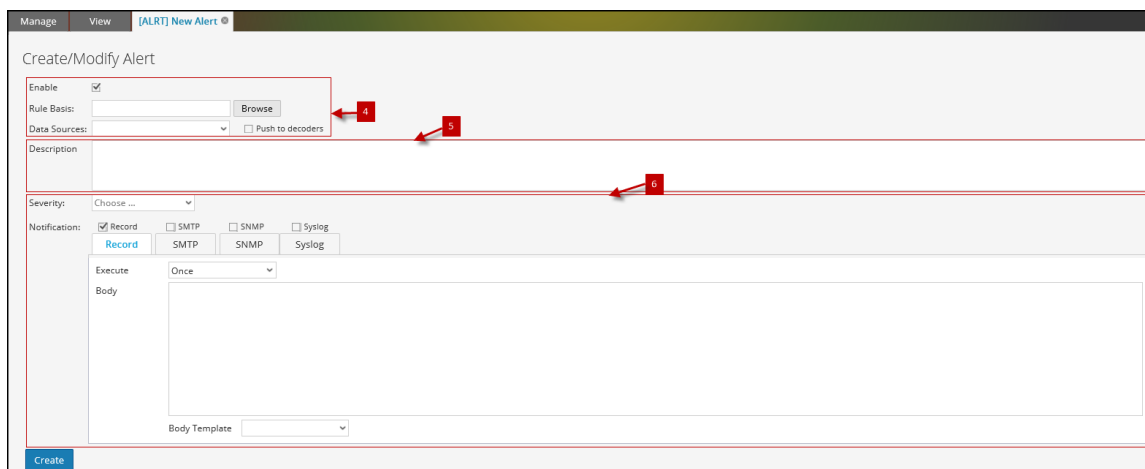 Manage View [ALRT] New Alert
Create/Modify Alert
Enable
Rule Basis: Browse
4
Data Sources: Push to decoders
5
Description
6
Severity: Choose ...
Notification: Record SMTP SNMP Syslog
Record SMTP SNMP Syslog
Execute Once
Body
Body Template
Create